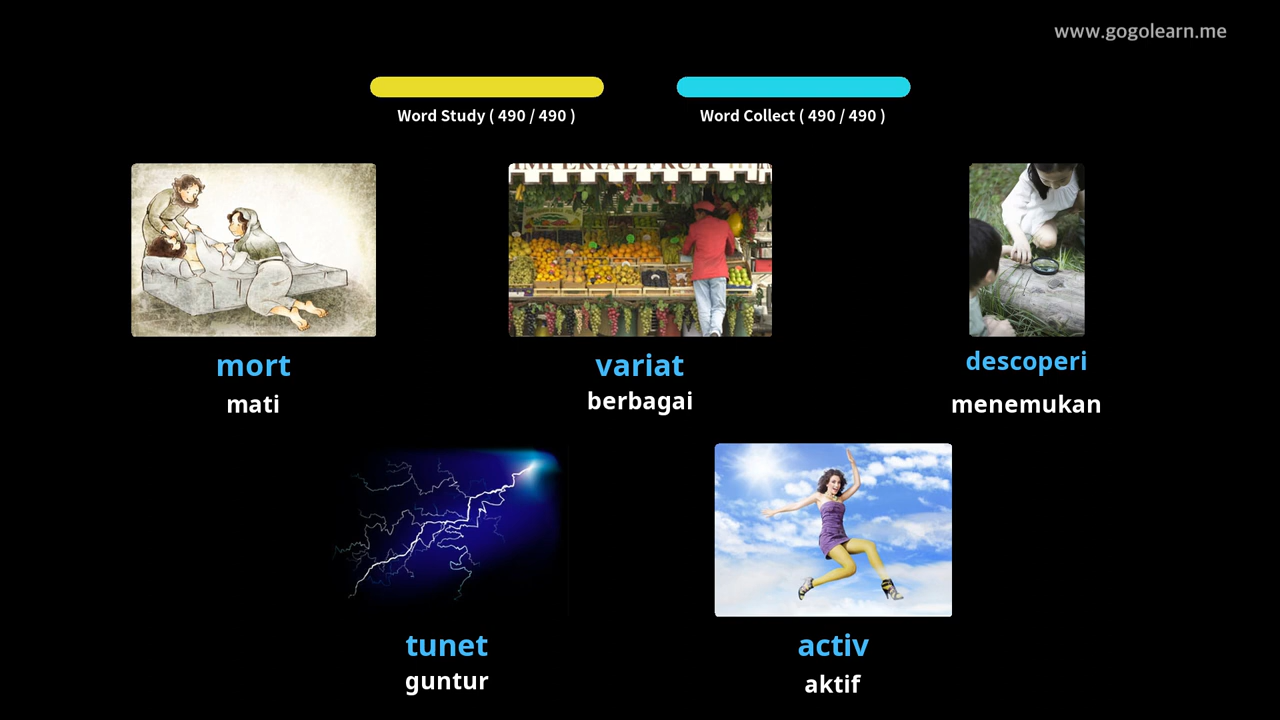 www.gogolearn.me
Word Study ( 490 / 490 )
Word Collect ( 490 / 490 )
mort
mati
variat
berbagai
descoperi
menemukan
tunet
guntur
activ
aktif